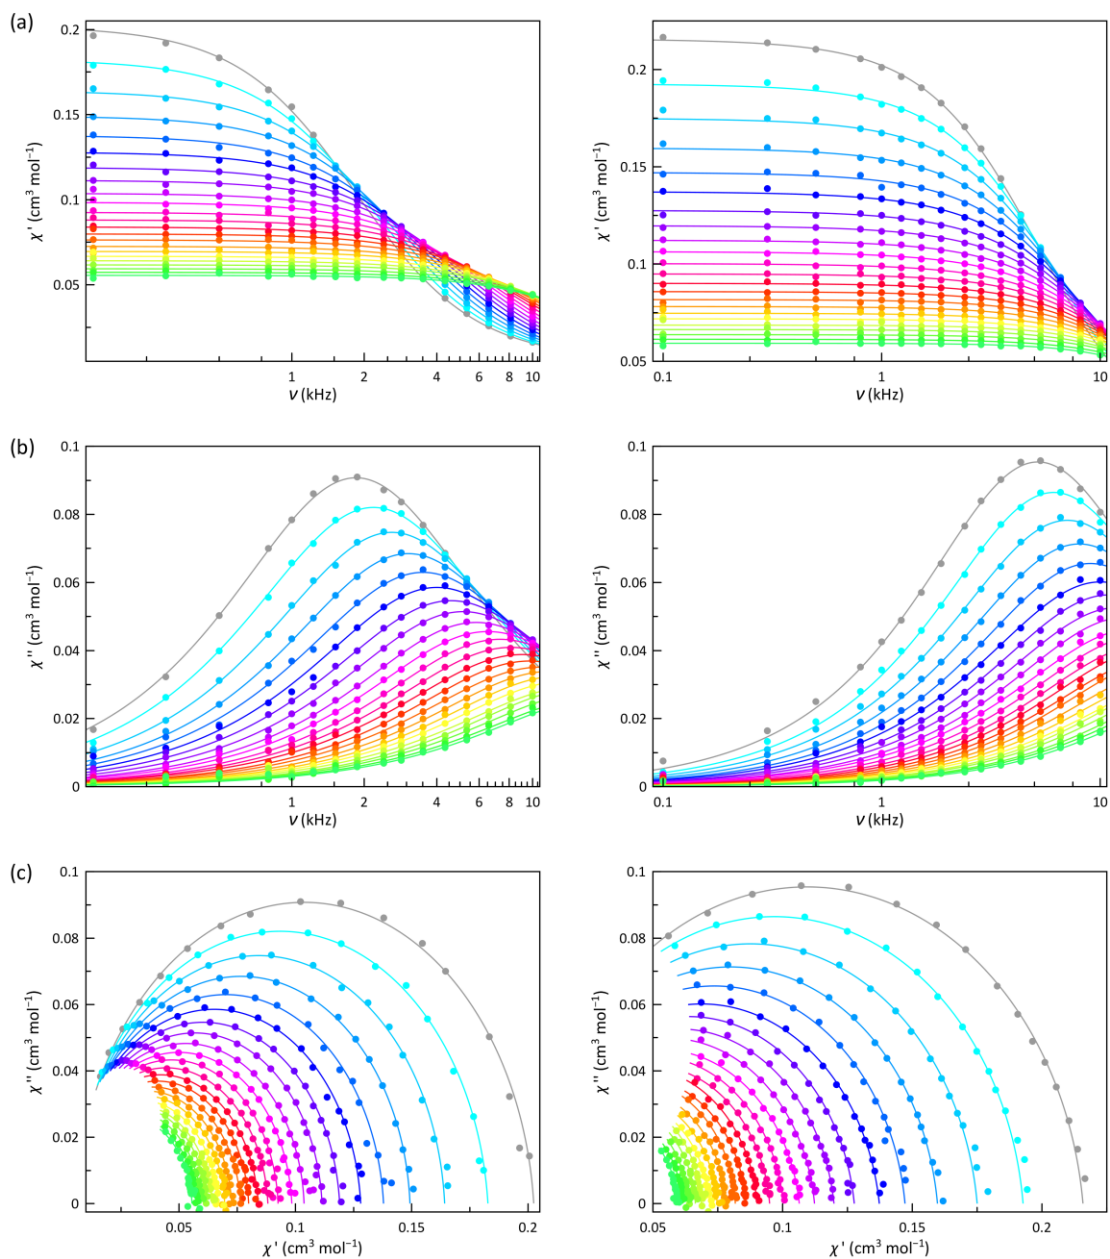 (a)
0.2
0.15
0.1
0.05
χ' (cm³ mol⁻¹)
1 2 4 6 8 10
ν (kHz)
0.2
0.15
0.1
0.05
χ' (cm³ mol⁻¹)
0.1 1 10
ν (kHz)
(b)
0.1
0.08
0.06
0.04
0.02
0
χ'' (cm³ mol⁻¹)
1 2 4 6 8 10
ν (kHz)
0.1
0.08
0.06
0.04
0.02
0
χ'' (cm³ mol⁻¹)
0.1 1 10
ν (kHz)
(c)
0.1
0.08
0.06
0.04
0.02
0
χ'' (cm³ mol⁻¹)
0.05 0.1 0.15 0.2
χ' (cm³ mol⁻¹)
0.1
0.08
0.06
0.04
0.02
0
χ'' (cm³ mol⁻¹)
0.05 0.1 0.15 0.2
χ' (cm³ mol⁻¹)